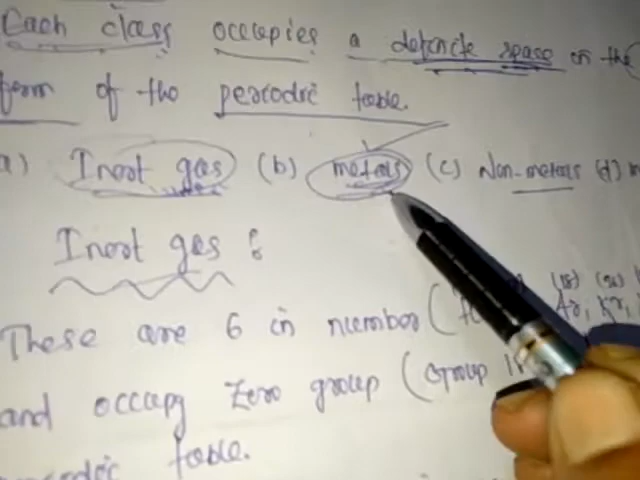 Each class occupies a definite space in the
form of the periodic table.
a) Inert gas (b) metals (c) Non-metals (d) m
Inert gas :
These are 6 in number ( Ar, Kr,
and occupy Zero group (Group 18
periodic table.